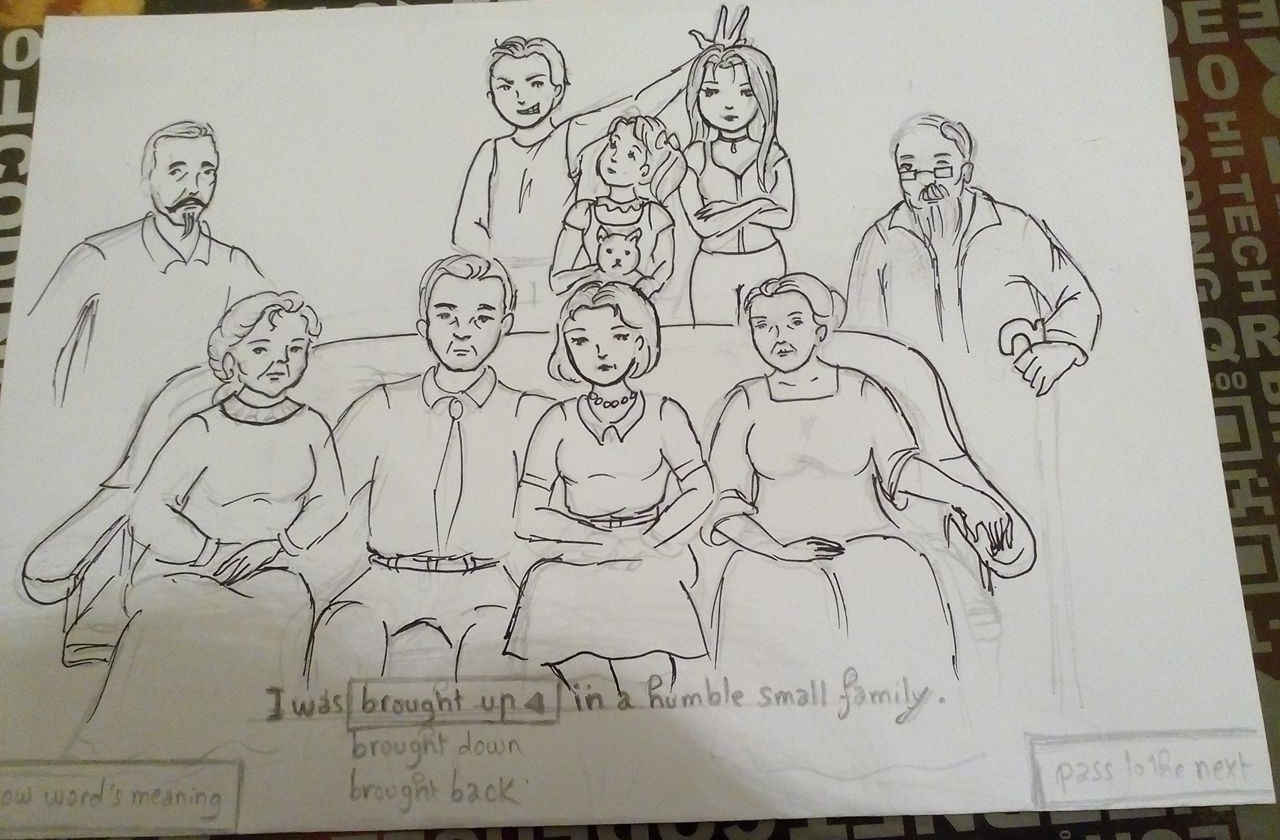 I was brought up in a humble small family.
brought down
brought back
ow word's meaning
pass to the next
HI-TECH
CODING
QR